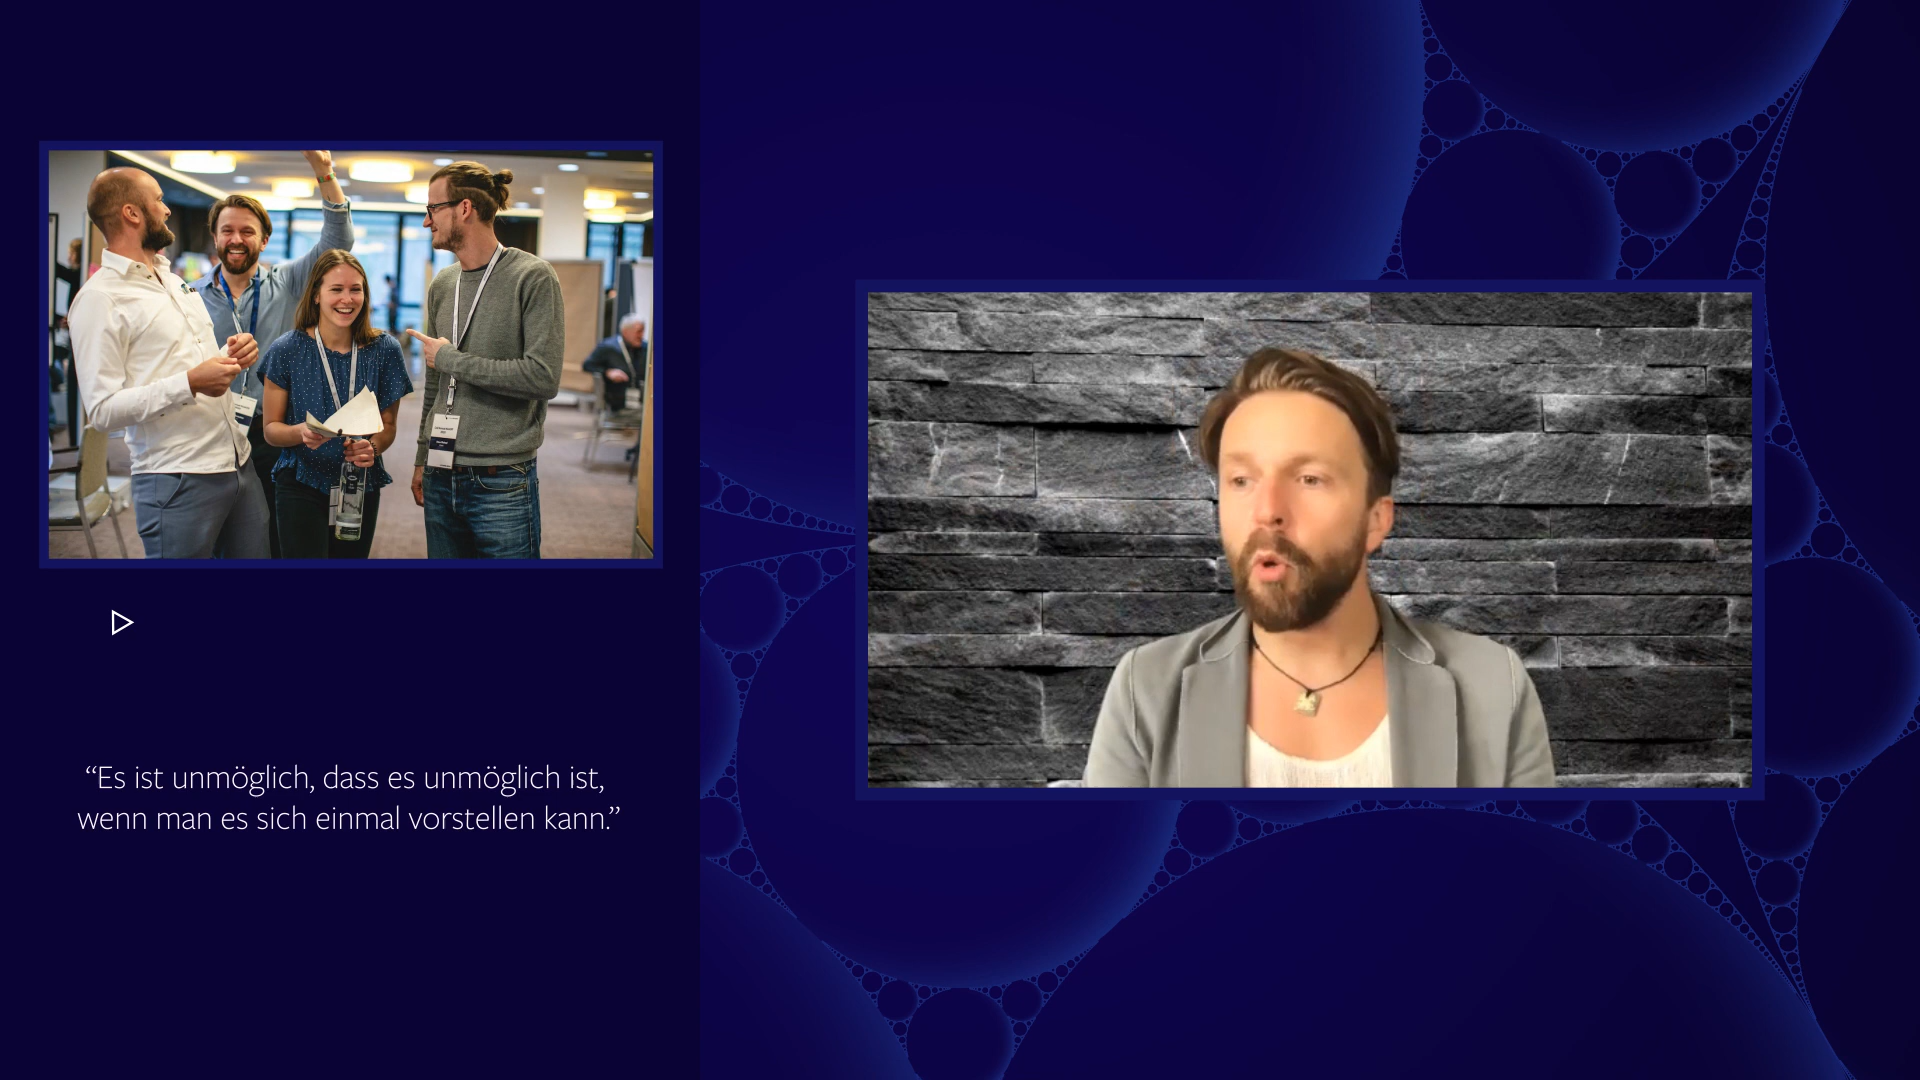 “Es ist unmöglich, dass es unmöglich ist,
wenn man es sich einmal vorstellen kann.”